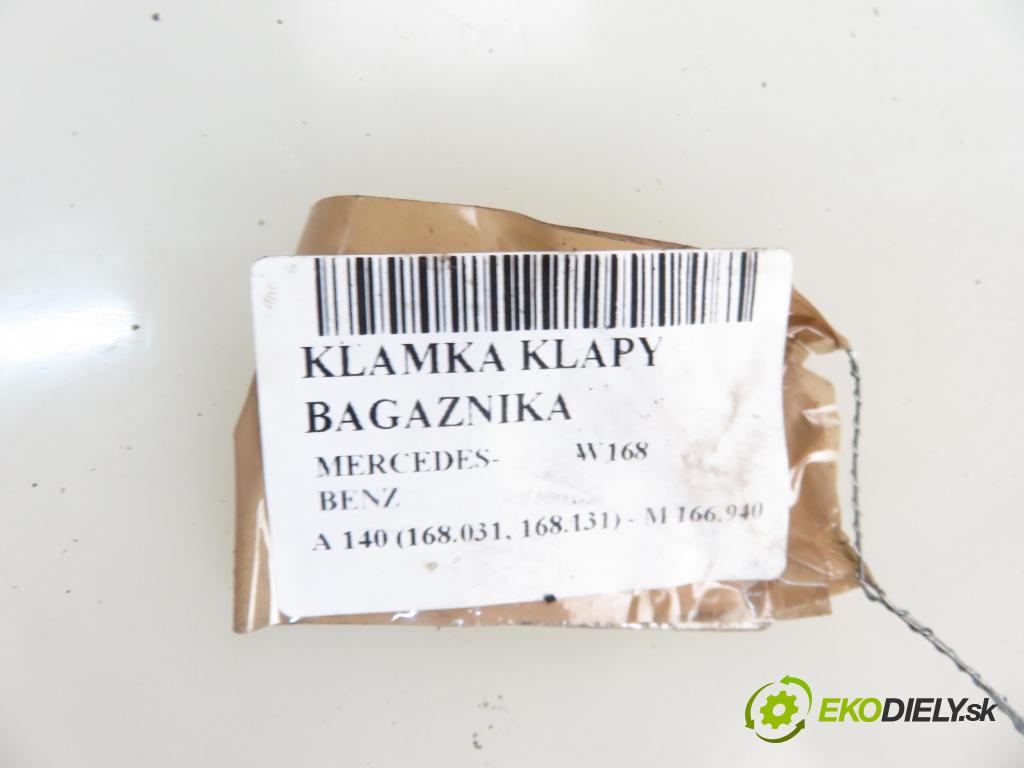 KLAMKA KLAPY
BAGAZNIKA
MERCEDES- W168
BENZ
A 140 (168.031, 168.131) - M 166.940
EKODIELY.sk